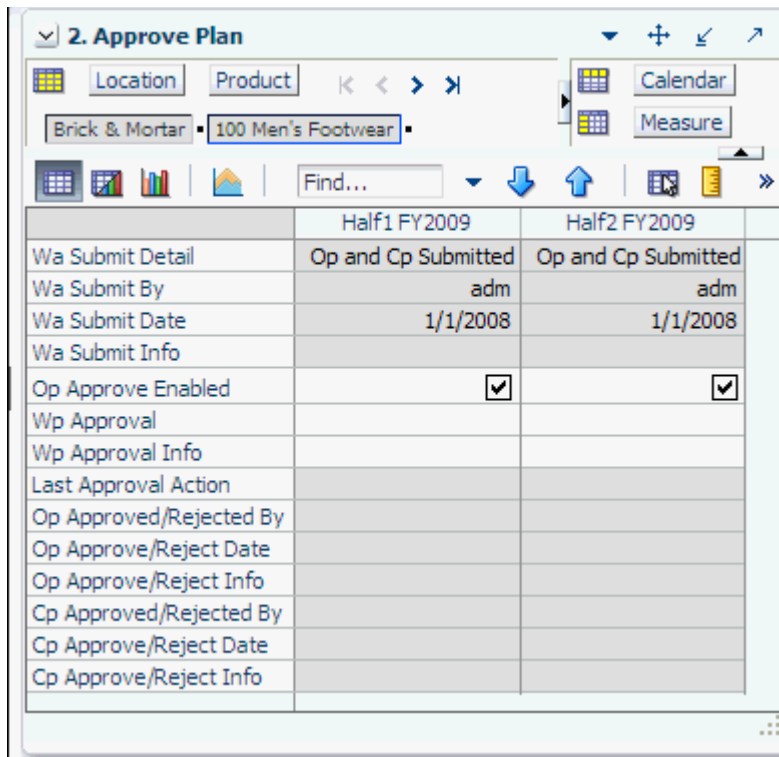 2. Approve Plan
Location Product
Calendar
Brick & Mortar 100 Men's Footwear
Measure
Find...
Half1 FY2009 Half2 FY2009
Wa Submit Detail Op and Cp Submitted Op and Cp Submitted
Wa Submit By adm adm
Wa Submit Date 1/1/2008 1/1/2008
Wa Submit Info
Op Approve Enabled
Wp Approval
Wp Approval Info
Last Approval Action
Op Approved/Rejected By
Op Approve/Reject Date
Op Approve/Reject Info
Cp Approved/Rejected By
Cp Approve/Reject Date
Cp Approve/Reject Info